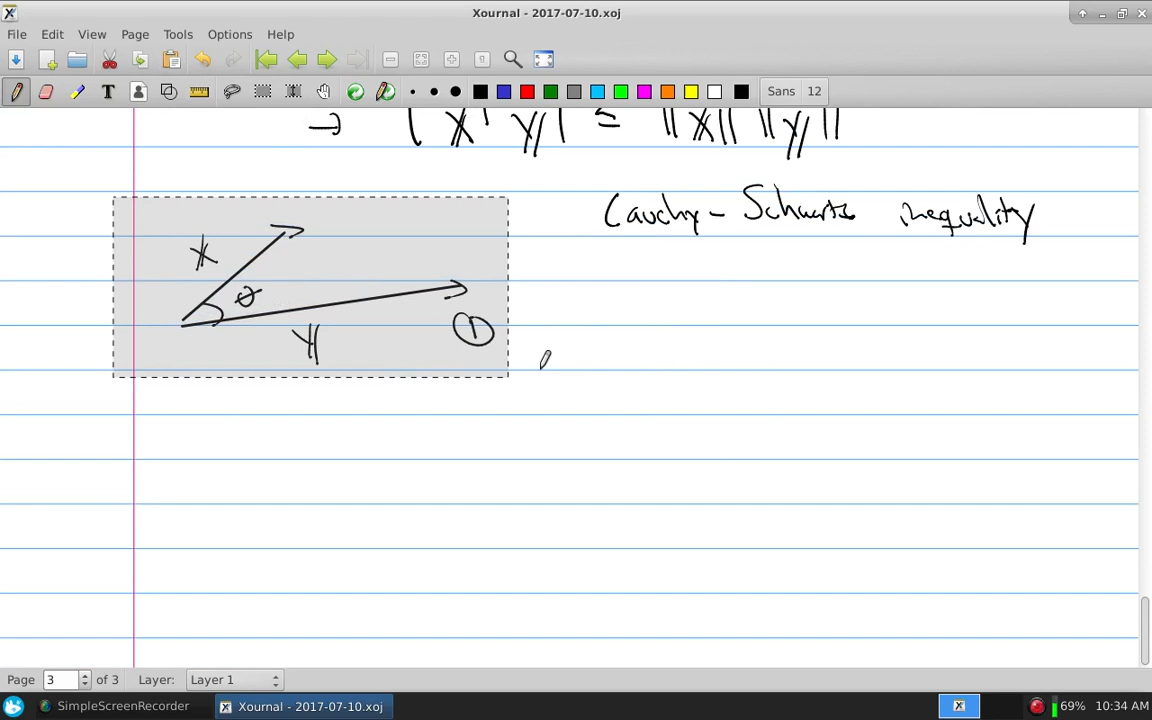 Xournal - 2017-07-10.xoj
File Edit View Page Tools Options Help
Sans 12
→ | x^T y | ≤ ||x|| ||y||
Cauchy - Schwartz inequality
x
θ
y
①
Page 3 of 3 Layer: Layer 1
SimpleScreenRecorder Xournal - 2017-07-10.xoj 69% 10:34 AM